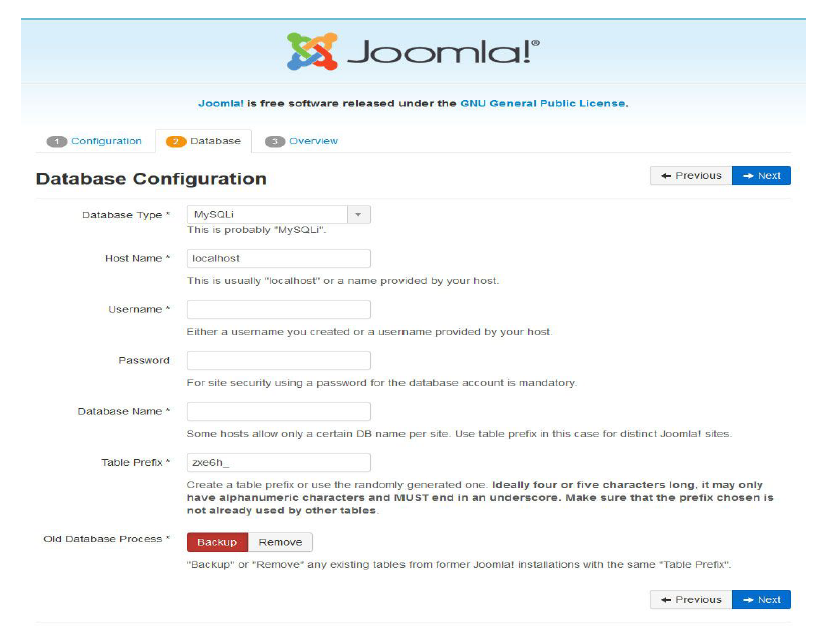 Joomla!®
Joomla! is free software released under the GNU General Public License.
1 Configuration 2 Database 3 Overview
Database Configuration
← Previous → Next
Database Type * MySQLi
This is probably "MySQLi".
Host Name * localhost
This is usually "localhost" or a name provided by your host.
Username *
Either a username you created or a username provided by your host.
Password
For site security using a password for the database account is mandatory.
Database Name *
Some hosts allow only a certain DB name per site. Use table prefix in this case for distinct Joomla! sites.
Table Prefix * zxe6h_
Create a table prefix or use the randomly generated one. Ideally four or five characters long, it may only
have alphanumeric characters and MUST end in an underscore. Make sure that the prefix chosen is
not already used by other tables.
Old Database Process * Backup Remove
"Backup" or "Remove" any existing tables from former Joomla! installations with the same "Table Prefix".
← Previous → Next